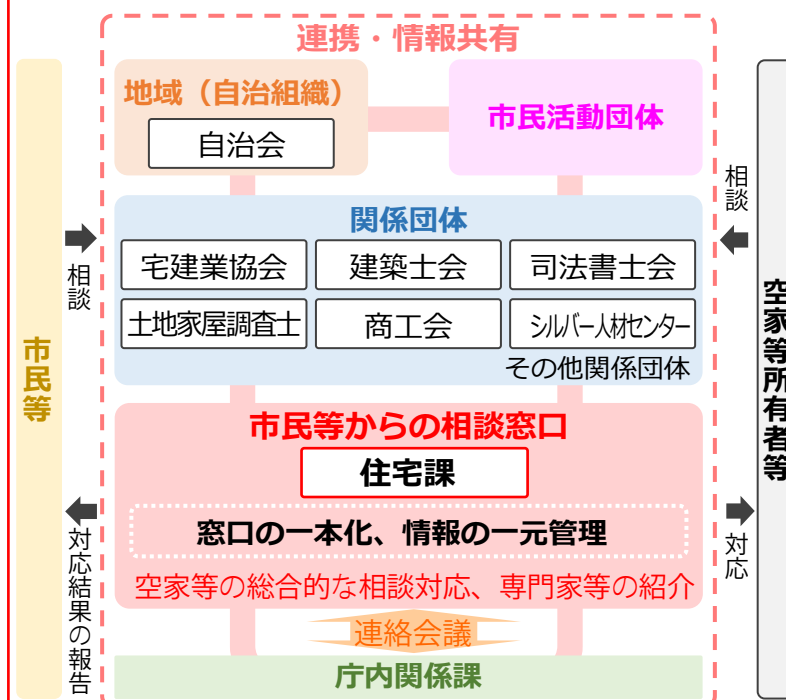 連携・情報共有
地域（自治組織）
自治会
市民活動団体
関係団体
宅建業協会
建築士会
司法書士会
土地家屋調査士
商工会
シルバー人材センター
その他関係団体
市民等からの相談窓口
住宅課
窓口の一本化、情報の一元管理
空家等の総合的な相談対応、専門家等の紹介
連絡会議
庁内関係課
市民等
相談
対応結果の報告
相談
対応
空家等所有者等